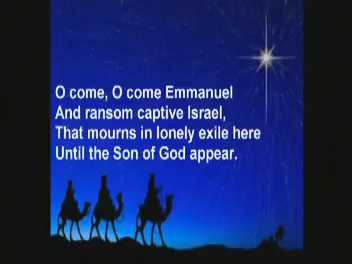 O come, O come Emmanuel
And ransom captive Israel,
That mourns in lonely exile here
Until the Son of God appear.